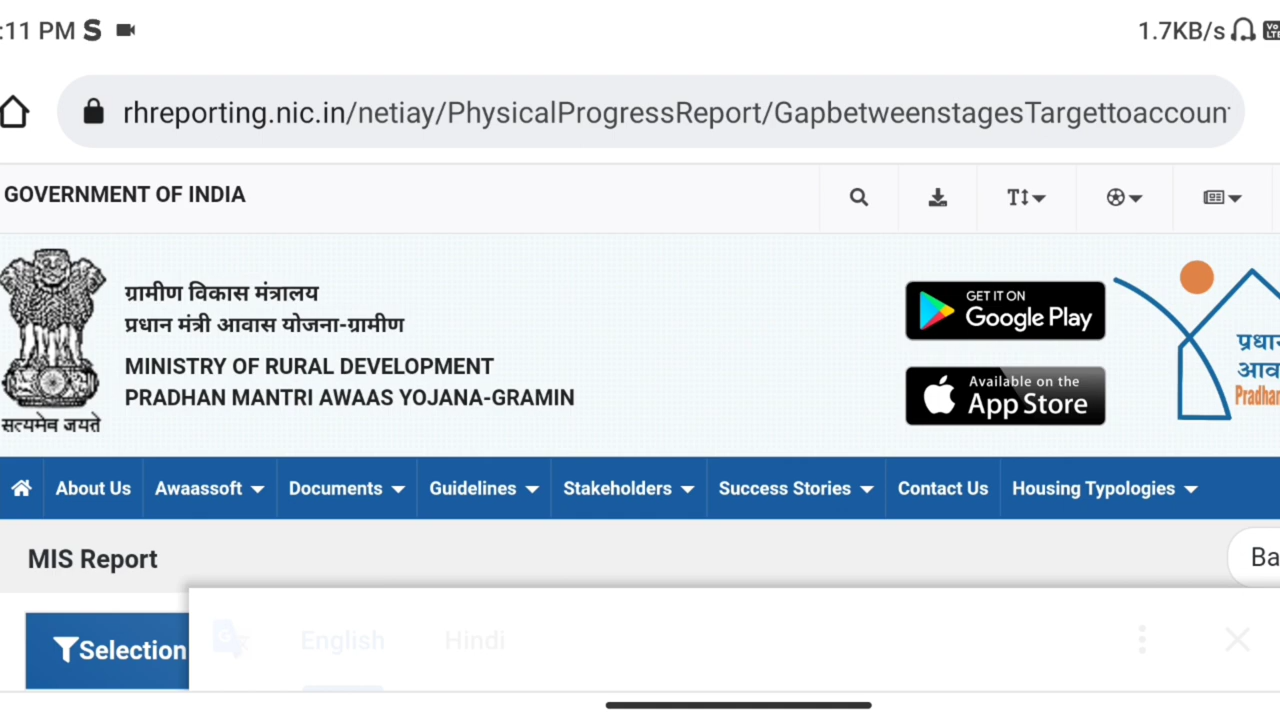 :11 PM S
1.7KB/s
rhreporting.nic.in/netiay/PhysicalProgressReport/GapbetweenstagesTargettoaccoun
GOVERNMENT OF INDIA
T
ग्रामीण विकास मंत्रालय
प्रधान मंत्री आवास योजना-ग्रामीण
MINISTRY OF RURAL DEVELOPMENT
PRADHAN MANTRI AWAAS YOJANA-GRAMIN
सत्यमेव जयते
GET IT ON
Google Play
Available on the
App Store
About Us Awaassoft Documents Guidelines Stakeholders Success Stories Contact Us Housing Typologies
MIS Report
Ba
Selection
English Hindi